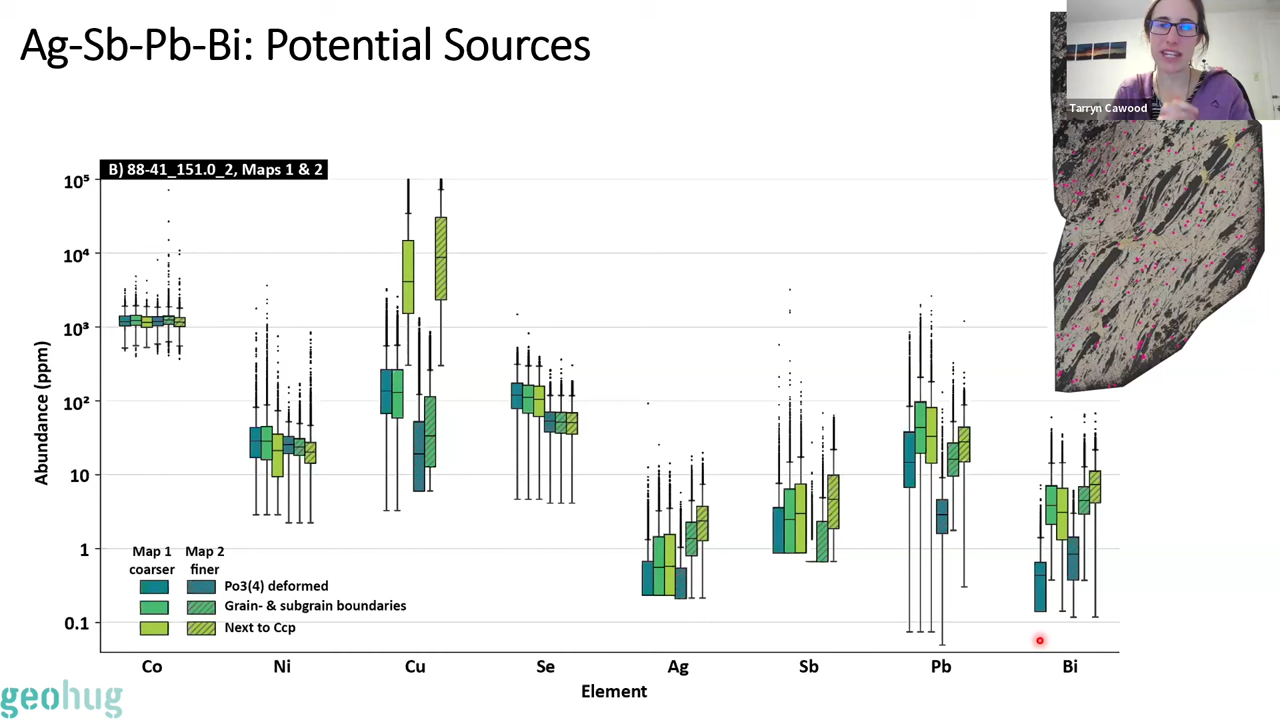 Ag-Sb-Pb-Bi: Potential Sources
Tarryn Cawood
B) 88-41_151.0_2, Maps 1 & 2
10⁵
10⁴
10³
10²
10
1
0.1
Abundance (ppm)
Map 1 Map 2
coarser finer
Po3(4) deformed
Grain- & subgrain boundaries
Next to Ccp
Co Ni Cu Se Ag Sb Pb Bi
Element
geohug